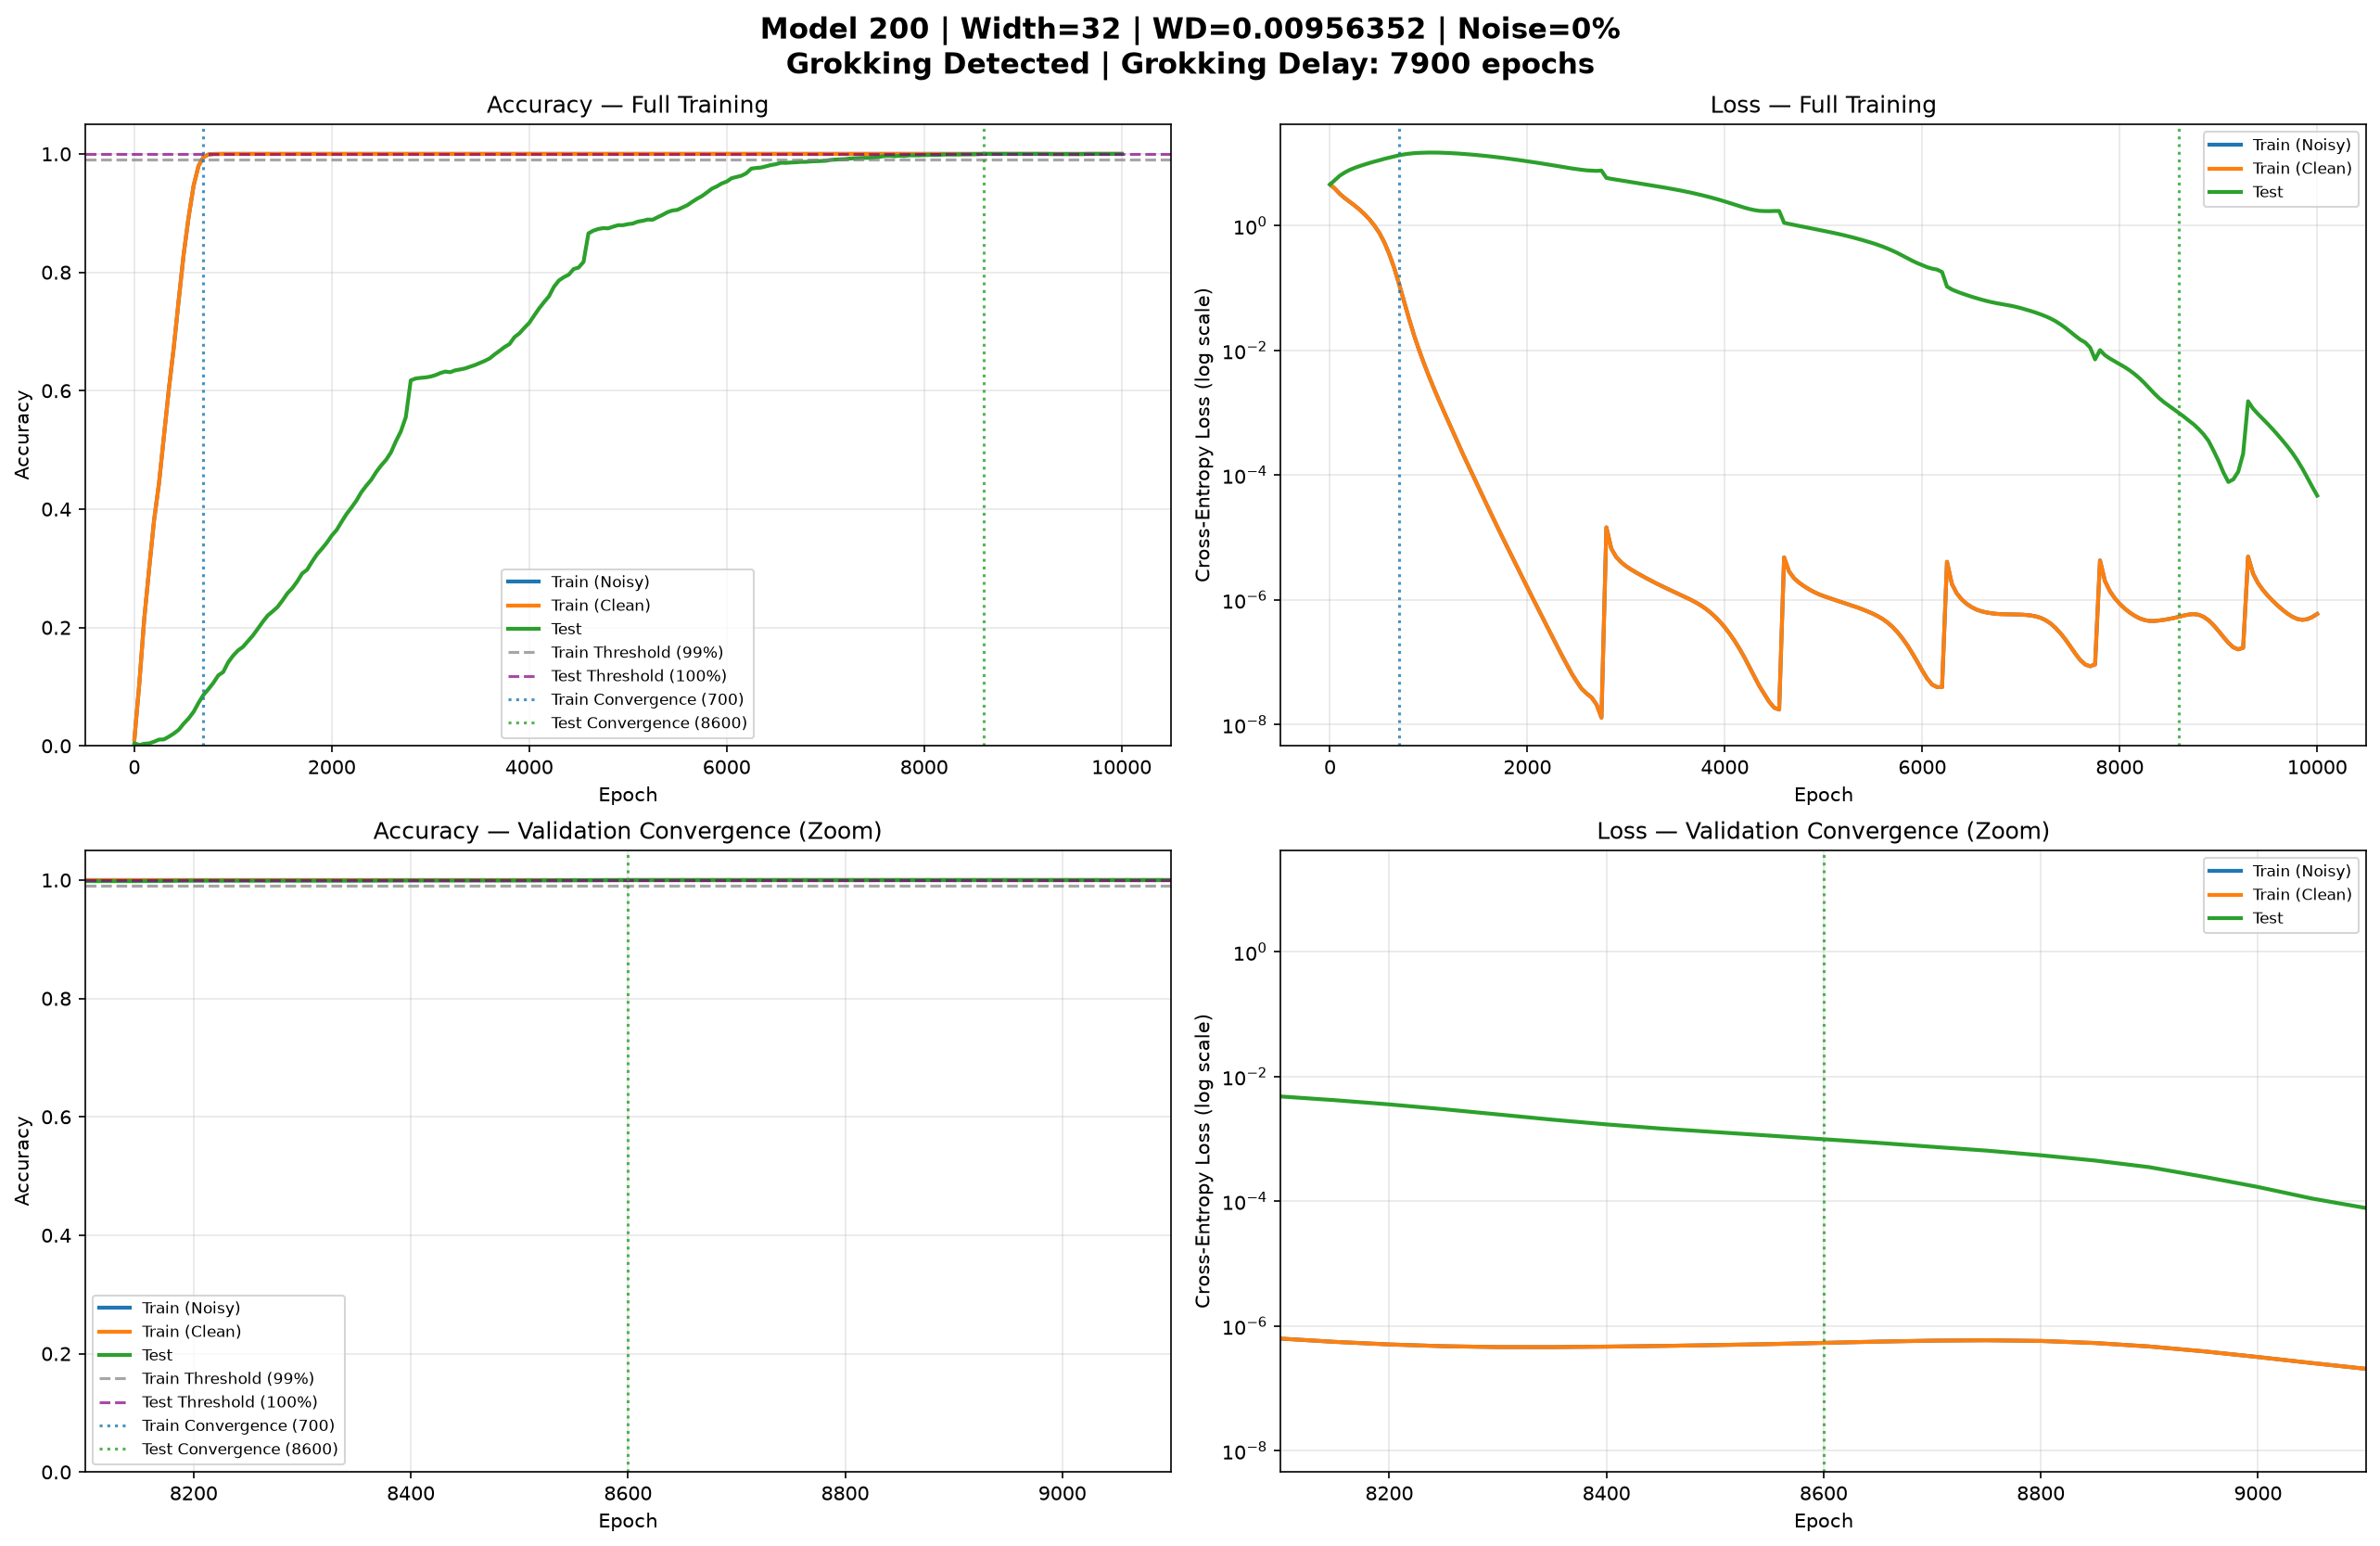 Model 200 | Width=32 | WD=0.00956352 | Noise=0%
Grokking Detected | Grokking Delay: 7900 epochs
Accuracy — Full Training
Accuracy
1.0
0.8
0.6
0.4
0.2
0.0
Train (Noisy)
Train (Clean)
Test
Train Threshold (99%)
Test Threshold (100%)
Train Convergence (700)
Test Convergence (8600)
0 2000 4000 6000 8000 10000
Epoch
Loss — Full Training
Cross-Entropy Loss (log scale)
10⁰
10⁻²
10⁻⁴
10⁻⁶
10⁻⁸
Train (Noisy)
Train (Clean)
Test
0 2000 4000 6000 8000 10000
Epoch
Accuracy — Validation Convergence (Zoom)
Accuracy
1.0
0.8
0.6
0.4
0.2
0.0
Train (Noisy)
Train (Clean)
Test
Train Threshold (99%)
Test Threshold (100%)
Train Convergence (700)
Test Convergence (8600)
8200 8400 8600 8800 9000
Epoch
Loss — Validation Convergence (Zoom)
Cross-Entropy Loss (log scale)
10⁰
10⁻²
10⁻⁴
10⁻⁶
10⁻⁸
Train (Noisy)
Train (Clean)
Test
8200 8400 8600 8800 9000
Epoch